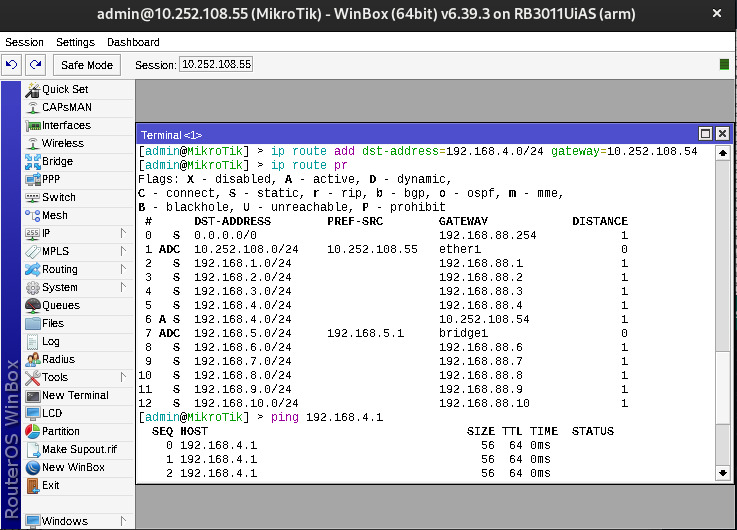 admin@10.252.108.55 (MikroTik) - WinBox (64bit) v6.39.3 on RB3011UiAS (arm)
Session Settings Dashboard
Safe Mode Session: 10.252.108.55
Quick Set
CAPsMAN
Interfaces
Wireless
Bridge
PPP
Switch
Mesh
IP
MPLS
Routing
System
Queues
Files
Log
Radius
Tools
New Terminal
LCD
Partition
Make Supout.rif
New WinBox
Exit
Windows
RouterOS WinBox
Terminal <1>
[admin@MikroTik] > ip route add dst-address=192.168.4.0/24 gateway=10.252.108.54
[admin@MikroTik] > ip route pr
Flags: X - disabled, A - active, D - dynamic,
C - connect, S - static, r - rip, b - bgp, o - ospf, m - mme,
B - blackhole, U - unreachable, P - prohibit
# DST-ADDRESS PREF-SRC GATEWAY DISTANCE
0 S 0.0.0.0/0 192.168.88.254 1
1 ADC 10.252.108.0/24 10.252.108.55 ether1 0
2 S 192.168.1.0/24 192.168.88.1 1
3 S 192.168.2.0/24 192.168.88.2 1
4 S 192.168.3.0/24 192.168.88.3 1
5 S 192.168.4.0/24 192.168.88.4 1
6 A S 192.168.4.0/24 10.252.108.54 1
7 ADC 192.168.5.0/24 192.168.5.1 bridge1 0
8 S 192.168.6.0/24 192.168.88.6 1
9 S 192.168.7.0/24 192.168.88.7 1
10 S 192.168.8.0/24 192.168.88.8 1
11 S 192.168.9.0/24 192.168.88.9 1
12 S 192.168.10.0/24 192.168.88.10 1
[admin@MikroTik] > ping 192.168.4.1
SEQ HOST SIZE TTL TIME STATUS
0 192.168.4.1 56 64 0ms
1 192.168.4.1 56 64 0ms
2 192.168.4.1 56 64 0ms